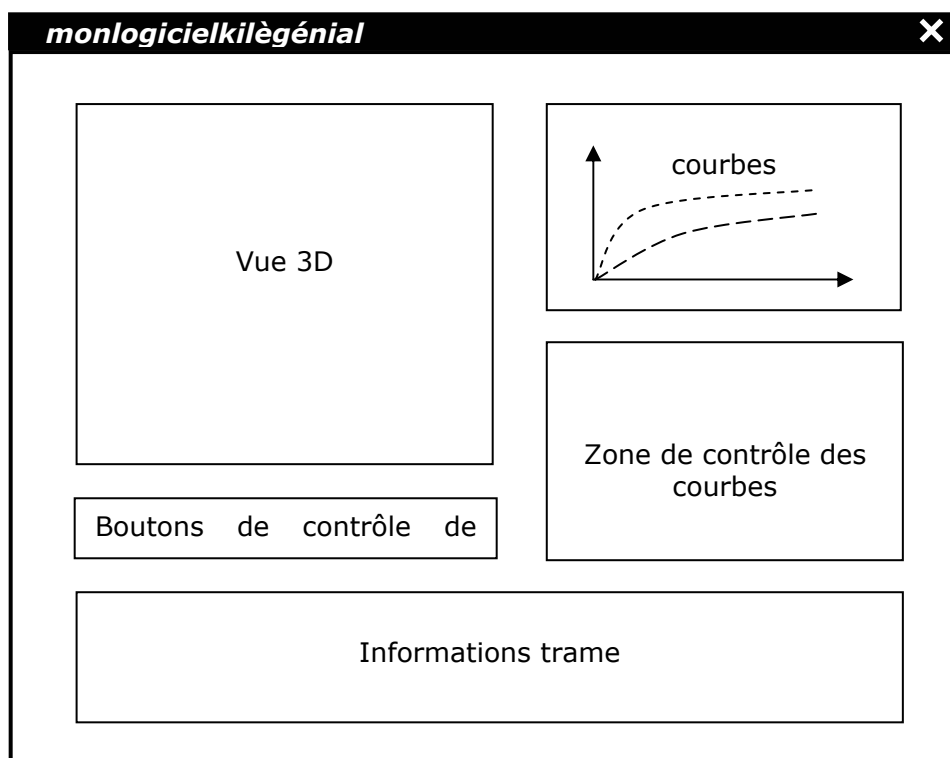 monlogicielkilègénial
courbes
Vue 3D
Zone de contrôle des
courbes
Boutons de contrôle de
Informations trame